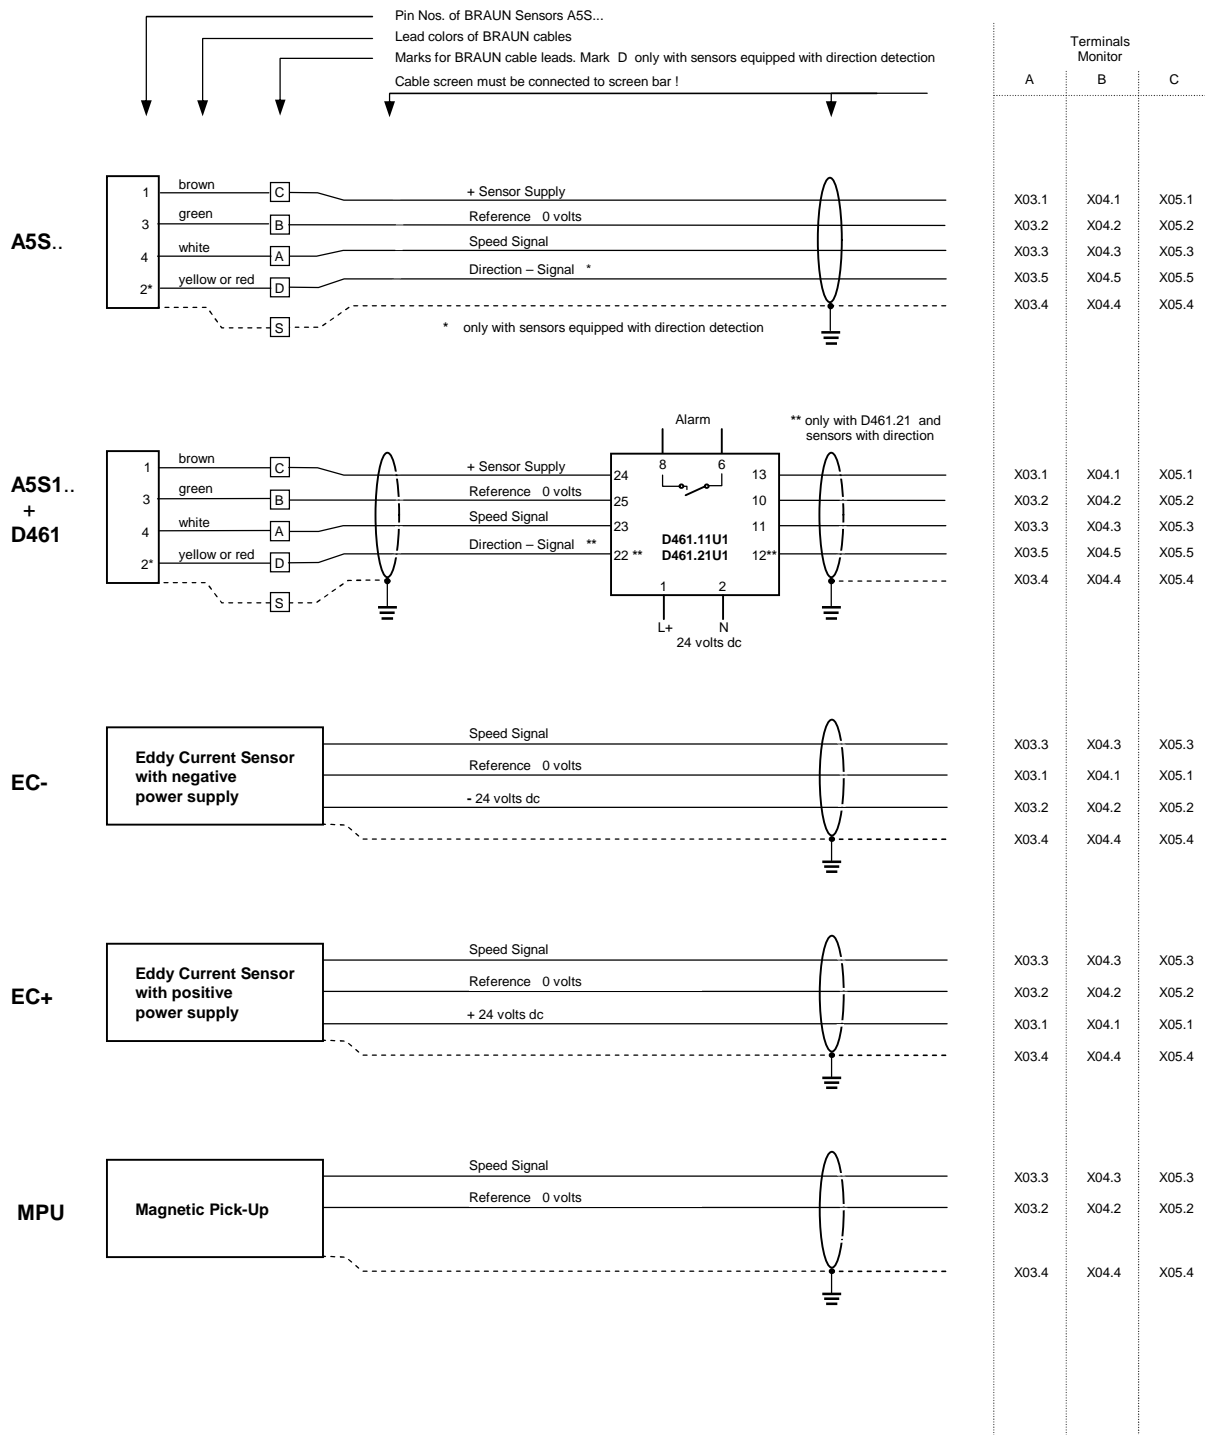 Pin Nos. of BRAUN Sensors A5S...
Lead colors of BRAUN cables
Marks for BRAUN cable leads. Mark D only with sensors equipped with direction detection
Cable screen must be connected to screen bar !
Terminals
Monitor
A B C
A5S..
1 brown C + Sensor Supply X03.1 X04.1 X05.1
3 green B Reference 0 volts X03.2 X04.2 X05.2
4 white A Speed Signal X03.3 X04.3 X05.3
2* yellow or red D Direction – Signal * X03.5 X04.5 X05.5
X03.4 X04.4 X05.4
S * only with sensors equipped with direction detection
Alarm
** only with D461.21 and
sensors with direction
A5S1..
+
D461
8 6
1 brown C + Sensor Supply 24 13 X03.1 X04.1 X05.1
3 green B Reference 0 volts 25 10 X03.2 X04.2 X05.2
4 white A Speed Signal 23 11 X03.3 X04.3 X05.3
D461.11U1
D461.21U1
2* yellow or red D Direction – Signal ** 22 ** 12** X03.5 X04.5 X05.5
X03.4 X04.4 X05.4
S
1 2
L+ N
24 volts dc
EC-
Eddy Current Sensor
with negative
power supply
Speed Signal X03.3 X04.3 X05.3
Reference 0 volts X03.1 X04.1 X05.1
- 24 volts dc X03.2 X04.2 X05.2
X03.4 X04.4 X05.4
EC+
Eddy Current Sensor
with positive
power supply
Speed Signal X03.3 X04.3 X05.3
Reference 0 volts X03.2 X04.2 X05.2
+ 24 volts dc X03.1 X04.1 X05.1
X03.4 X04.4 X05.4
MPU
Magnetic Pick-Up
Speed Signal X03.3 X04.3 X05.3
Reference 0 volts X03.2 X04.2 X05.2
X03.4 X04.4 X05.4